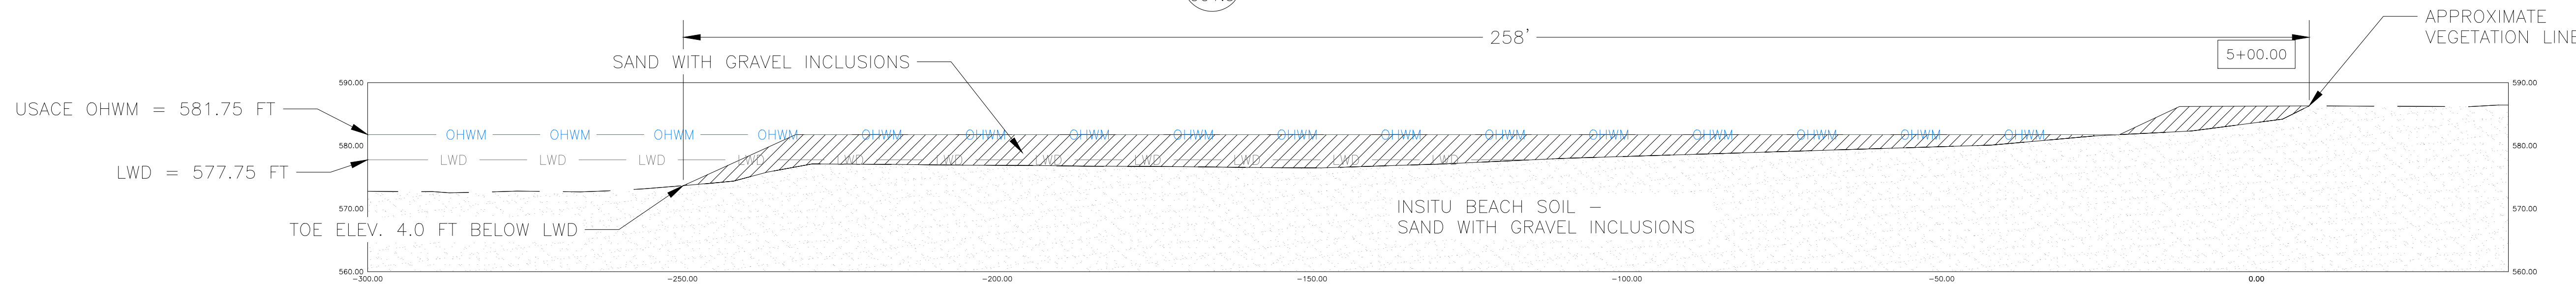 258'
APPROXIMATE
VEGETATION LINE
SAND WITH GRAVEL INCLUSIONS
5+00.00
590.00
590.00
USACE OHWM = 581.75 FT
OHWM OHWM OHWM OHWM OHWM OHWM OHWM OHWM OHWM OHWM OHWM OHWM OHWM OHWM OHWM OHWM
580.00
580.00
LWD LWD LWD LWD LWD LWD LWD LWD LWD LWD LWD
LWD = 577.75 FT
570.00
570.00
INSITU BEACH SOIL –
SAND WITH GRAVEL INCLUSIONS
TOE ELEV. 4.0 FT BELOW LWD
560.00
560.00
-300.00 -250.00 -200.00 -150.00 -100.00 -50.00 0.00